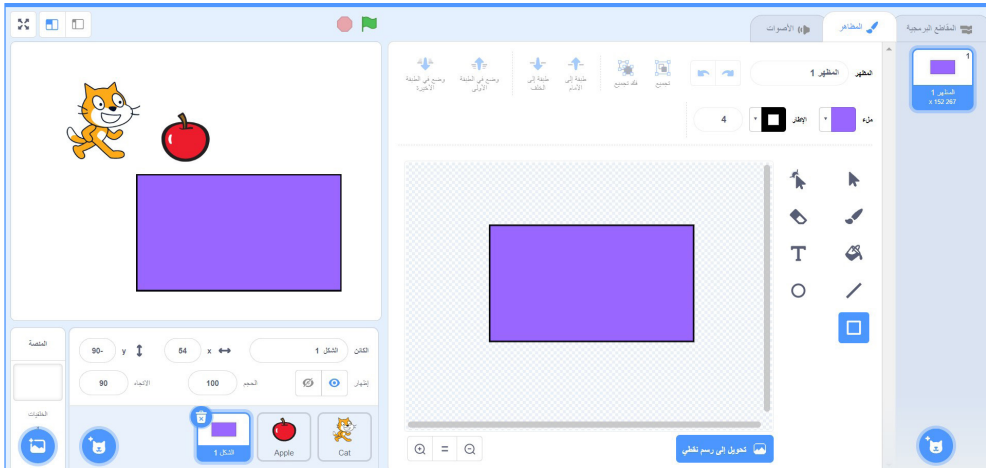 المقاطع البرمجية
المظاهر
الأصوات
1
المظهر 1
267 x 152
المظهر
المظهر 1
تجميع
فك تجميع
طبقة إلى الأمام
طبقة إلى الخلف
وضع في الطبقة الأولى
وضع في الطبقة الأخيرة
ملء
الإطار
4
T
تحويل إلى رسم نقطي
=
الكائن
الشكل 1
x
54
y
90-
إظهار
الحجم
100
الاتجاه
90
Cat
Apple
الشكل 1
المنصة
الخلفيات